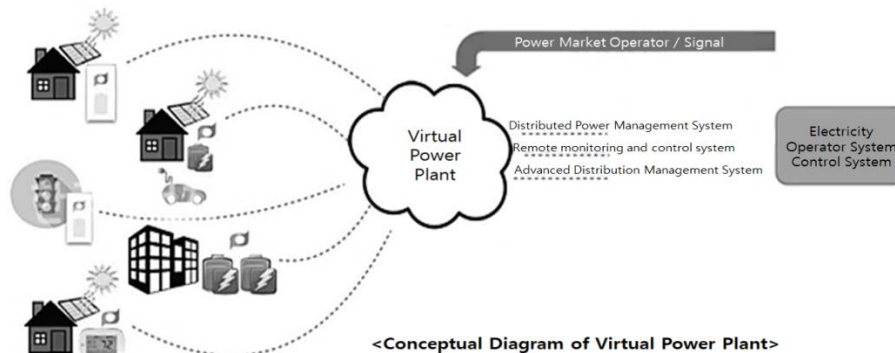 Power Market Operator / Signal
Virtual
Power
Plant
Distributed Power Management System
Remote monitoring and control system
Advanced Distribution Management System
Electricity
Operator System
Control System
<Conceptual Diagram of Virtual Power Plant>